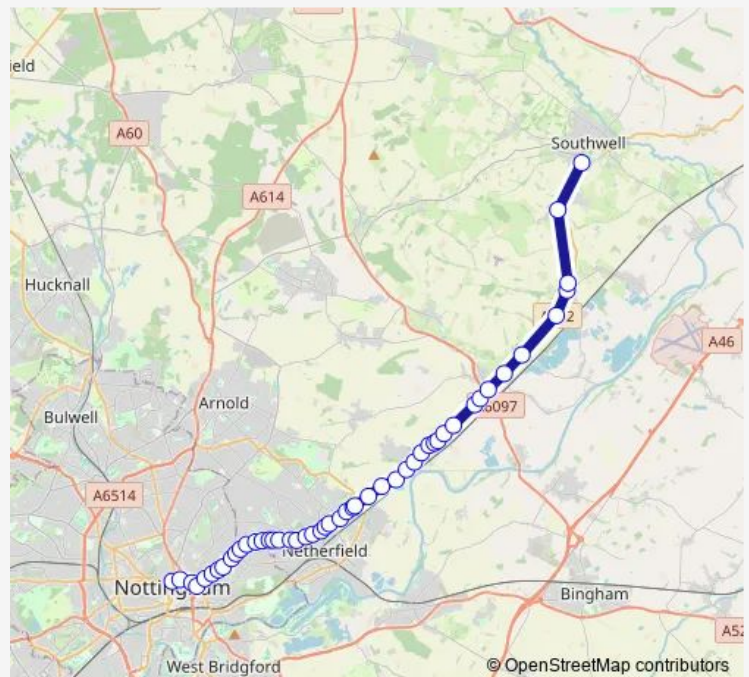 ield
A60
A614
Southwell
Hucknall
A46
Arnold
Bulwell
A6097
A6514
Netherfield
Nottingham
Bingham
A52
West Bridgford
© OpenStreetMap contributors